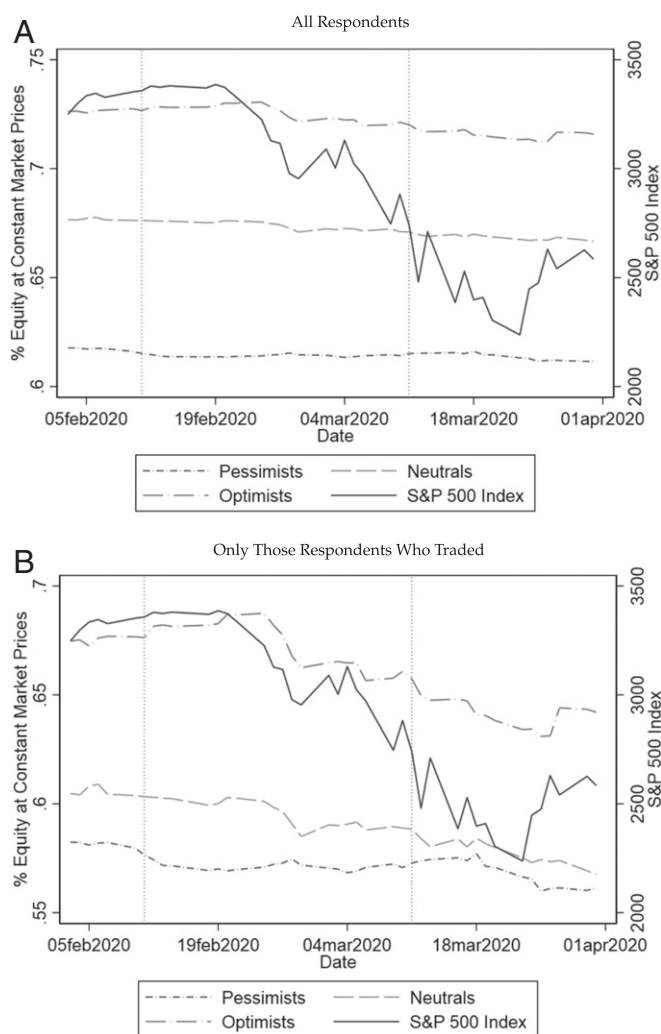 A
All Respondents
.75
.7
.65
.6
% Equity at Constant Market Prices
3500
3000
2500
2000
S&P 500 Index
05feb2020 19feb2020 04mar2020 18mar2020 01apr2020
Date
Pessimists Neutrals
Optimists S&P 500 Index
B
Only Those Respondents Who Traded
.7
.65
.6
.55
% Equity at Constant Market Prices
3500
3000
2500
2000
S&P 500 Index
05feb2020 19feb2020 04mar2020 18mar2020 01apr2020
Date
Pessimists Neutrals
Optimists S&P 500 Index